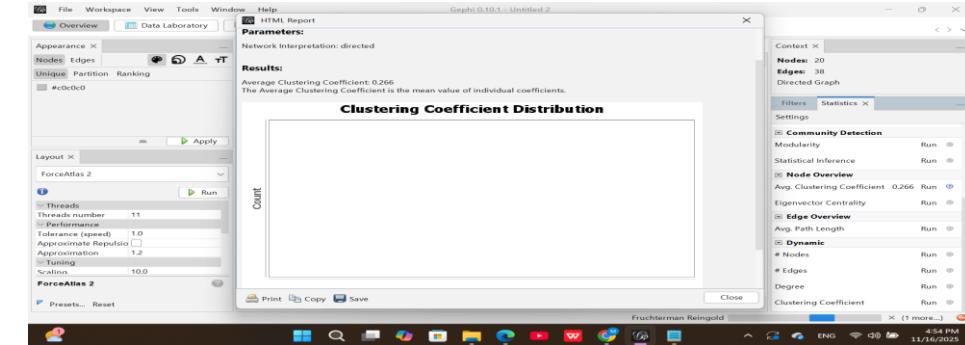 File Workspace View Tools Window Help
Gephi 0.10.1 - Untitled 2
Overview
Data Laboratory
Appearance
Nodes Edges
Unique Partition Ranking
#c0c0c0
Apply
Layout
ForceAtlas 2
Run
Threads
Threads number 11
Performance
Tolerance (speed) 1.0
Approximate Repulsio
Approximation 1.2
Tuning
Scaling 10.0
ForceAtlas 2
Presets... Reset
HTML Report
Parameters:
Network Interpretation: directed
Results:
Average Clustering Coefficient: 0.266
The Average Clustering Coefficient is the mean value of individual coefficients.
Clustering Coefficient Distribution
Count
Print Copy Save
Close
Context
Nodes: 20
Edges: 38
Directed Graph
Filters Statistics
Settings
Community Detection
Modularity Run
Statistical Inference Run
Node Overview
Avg. Clustering Coefficient 0.266 Run
Eigenvector Centrality Run
Edge Overview
Avg. Path Length Run
Dynamic
# Nodes Run
# Edges Run
Degree Run
Clustering Coefficient Run
Fruchterman Reingold
(1 more...)
ENG
4:54 PM
11/16/2025